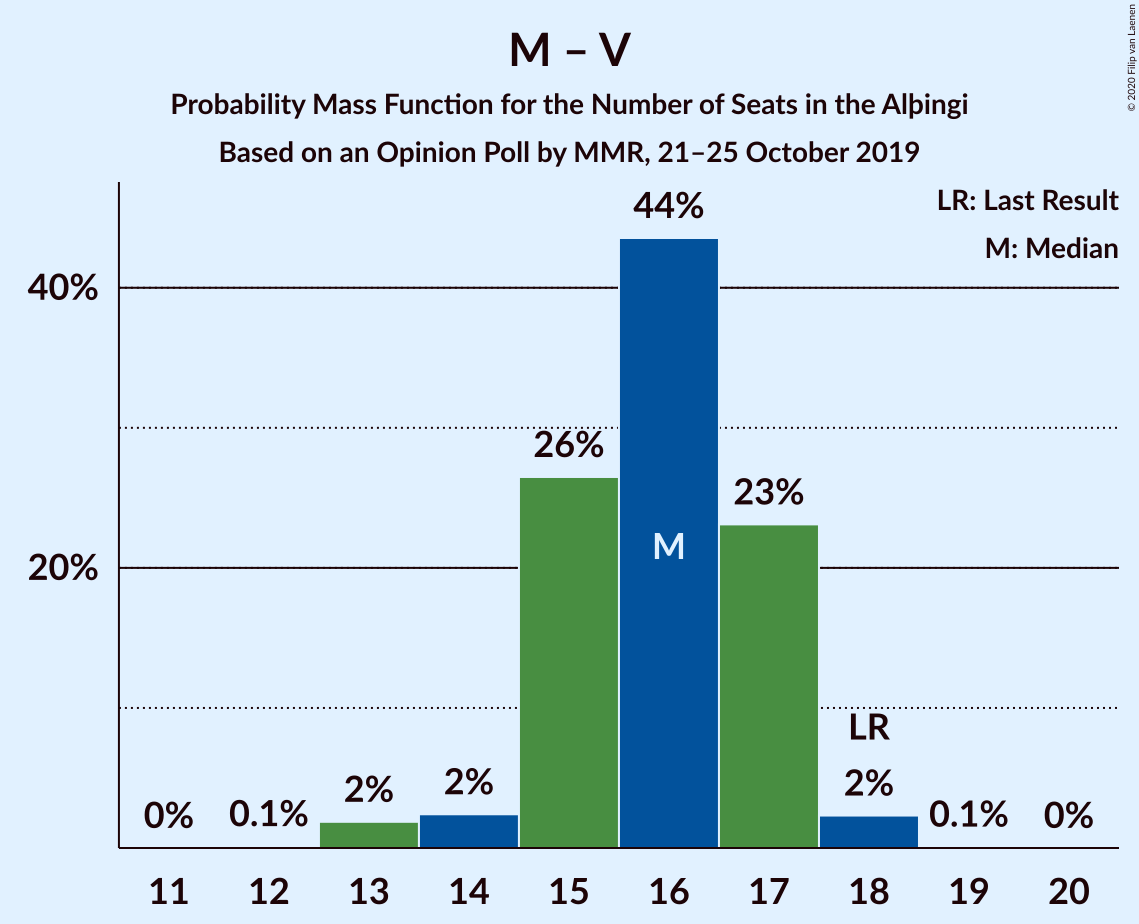 M – V
Probability Mass Function for the Number of Seats in the Alþingi
Based on an Opinion Poll by MMR, 21–25 October 2019
© 2020 Filip van Laenen
LR: Last Result
M: Median
44%
40%
26%
23%
M
20%
LR
2%
2%
2%
0%
0.1%
0.1%
0%
11 12 13 14 15 16 17 18 19 20